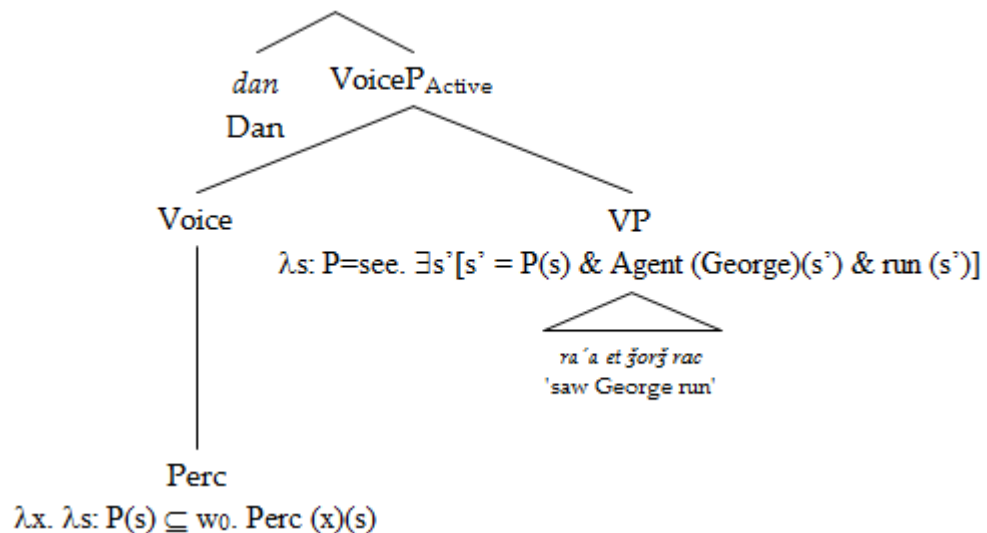 dan VoicePActive
Dan
Voice VP
λs: P=see. ∃s’[s’ = P(s) & Agent (George)(s’) & run (s’)]
ra´a et ǯorǯ rac
'saw George run'
Perc
λx. λs: P(s) ⊆ w₀. Perc (x)(s)